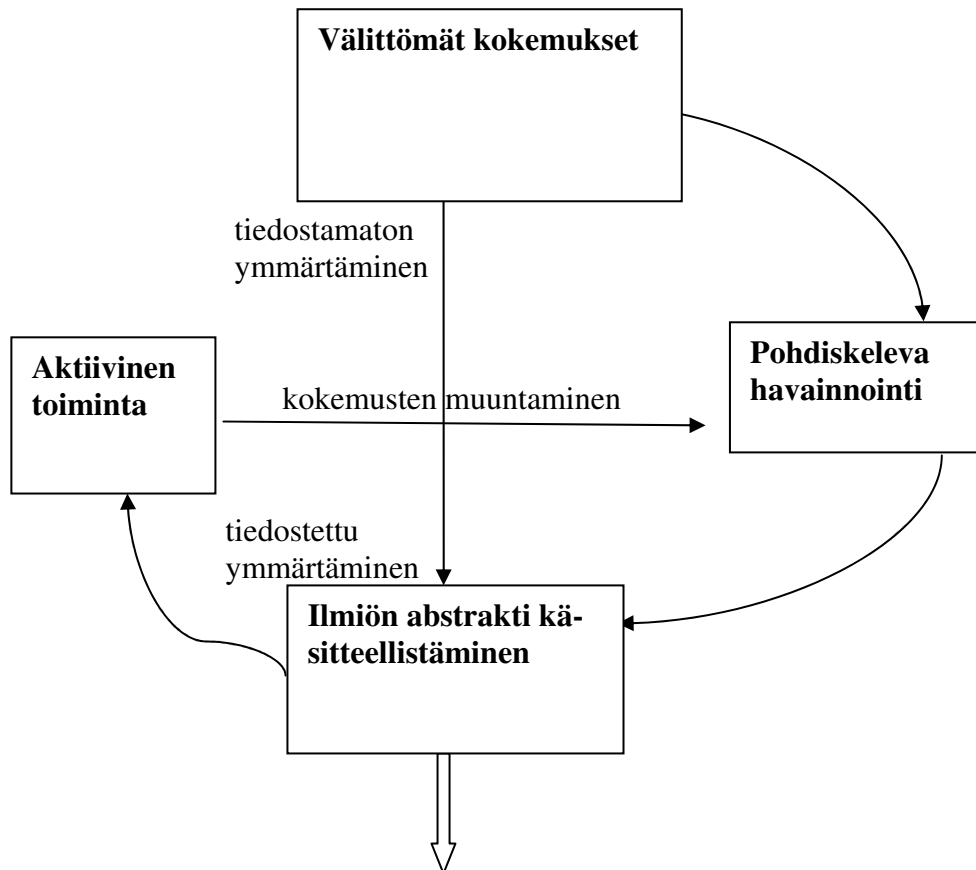 Välittömät kokemukset
tiedostamaton
ymmärtäminen
Aktiivinen
toiminta
kokemusten muuntaminen
Pohdiskeleva
havainnointi
tiedostettu
ymmärtäminen
Ilmiön abstrakti kä-
sitteellistäminen